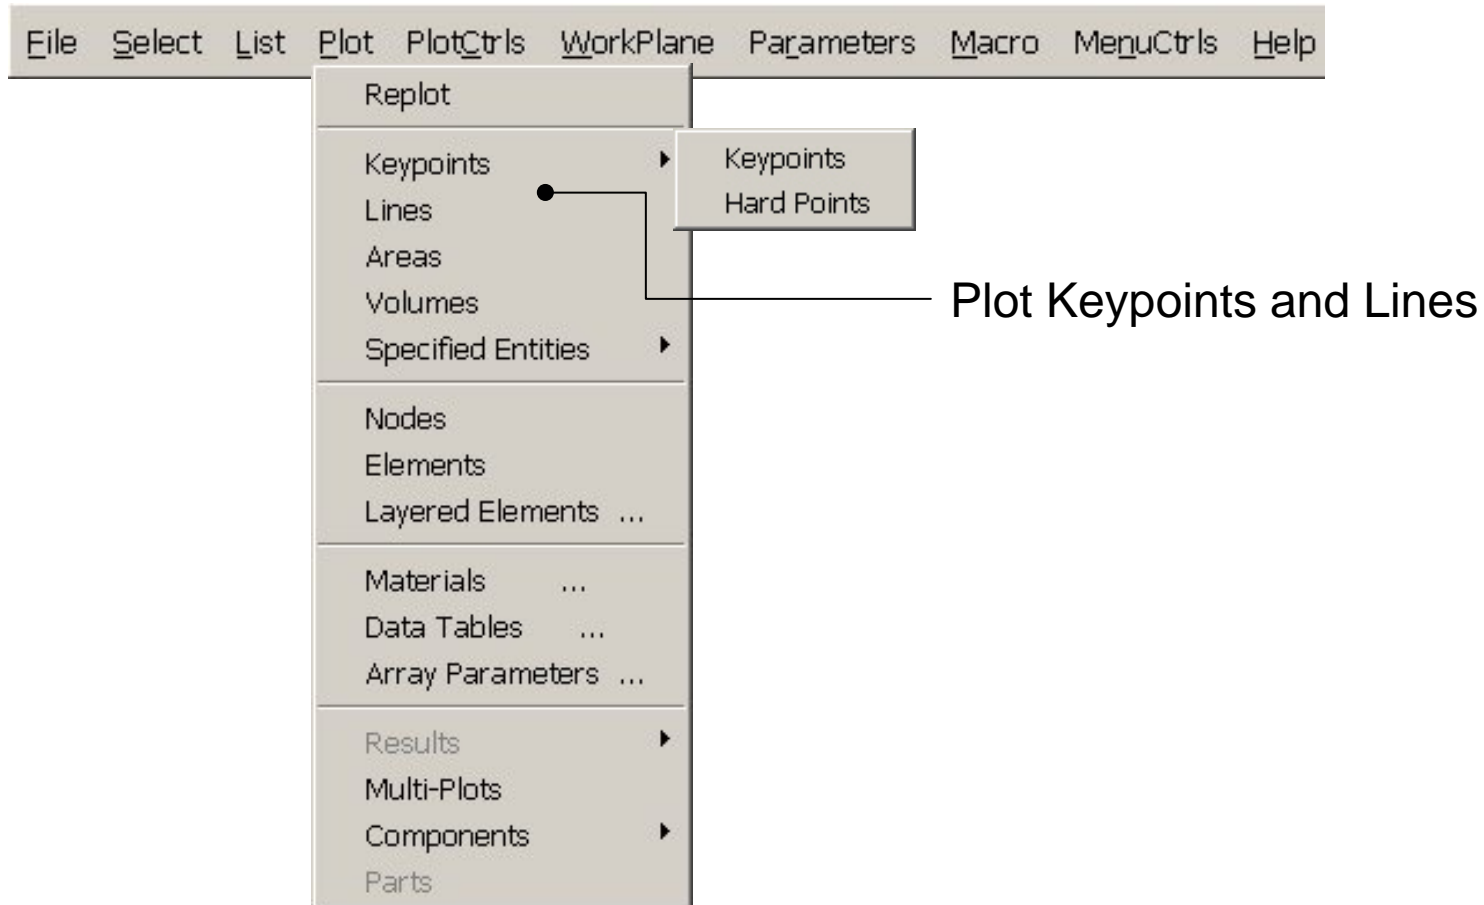 File Select List Plot PlotCtrls WorkPlane Parameters Macro MenuCtrls Help
Replot
Keypoints
Lines
Areas
Volumes
Specified Entities
Keypoints
Hard Points
Plot Keypoints and Lines
Nodes
Elements
Layered Elements ...
Materials ...
Data Tables ...
Array Parameters ...
Results
Multi-Plots
Components
Parts